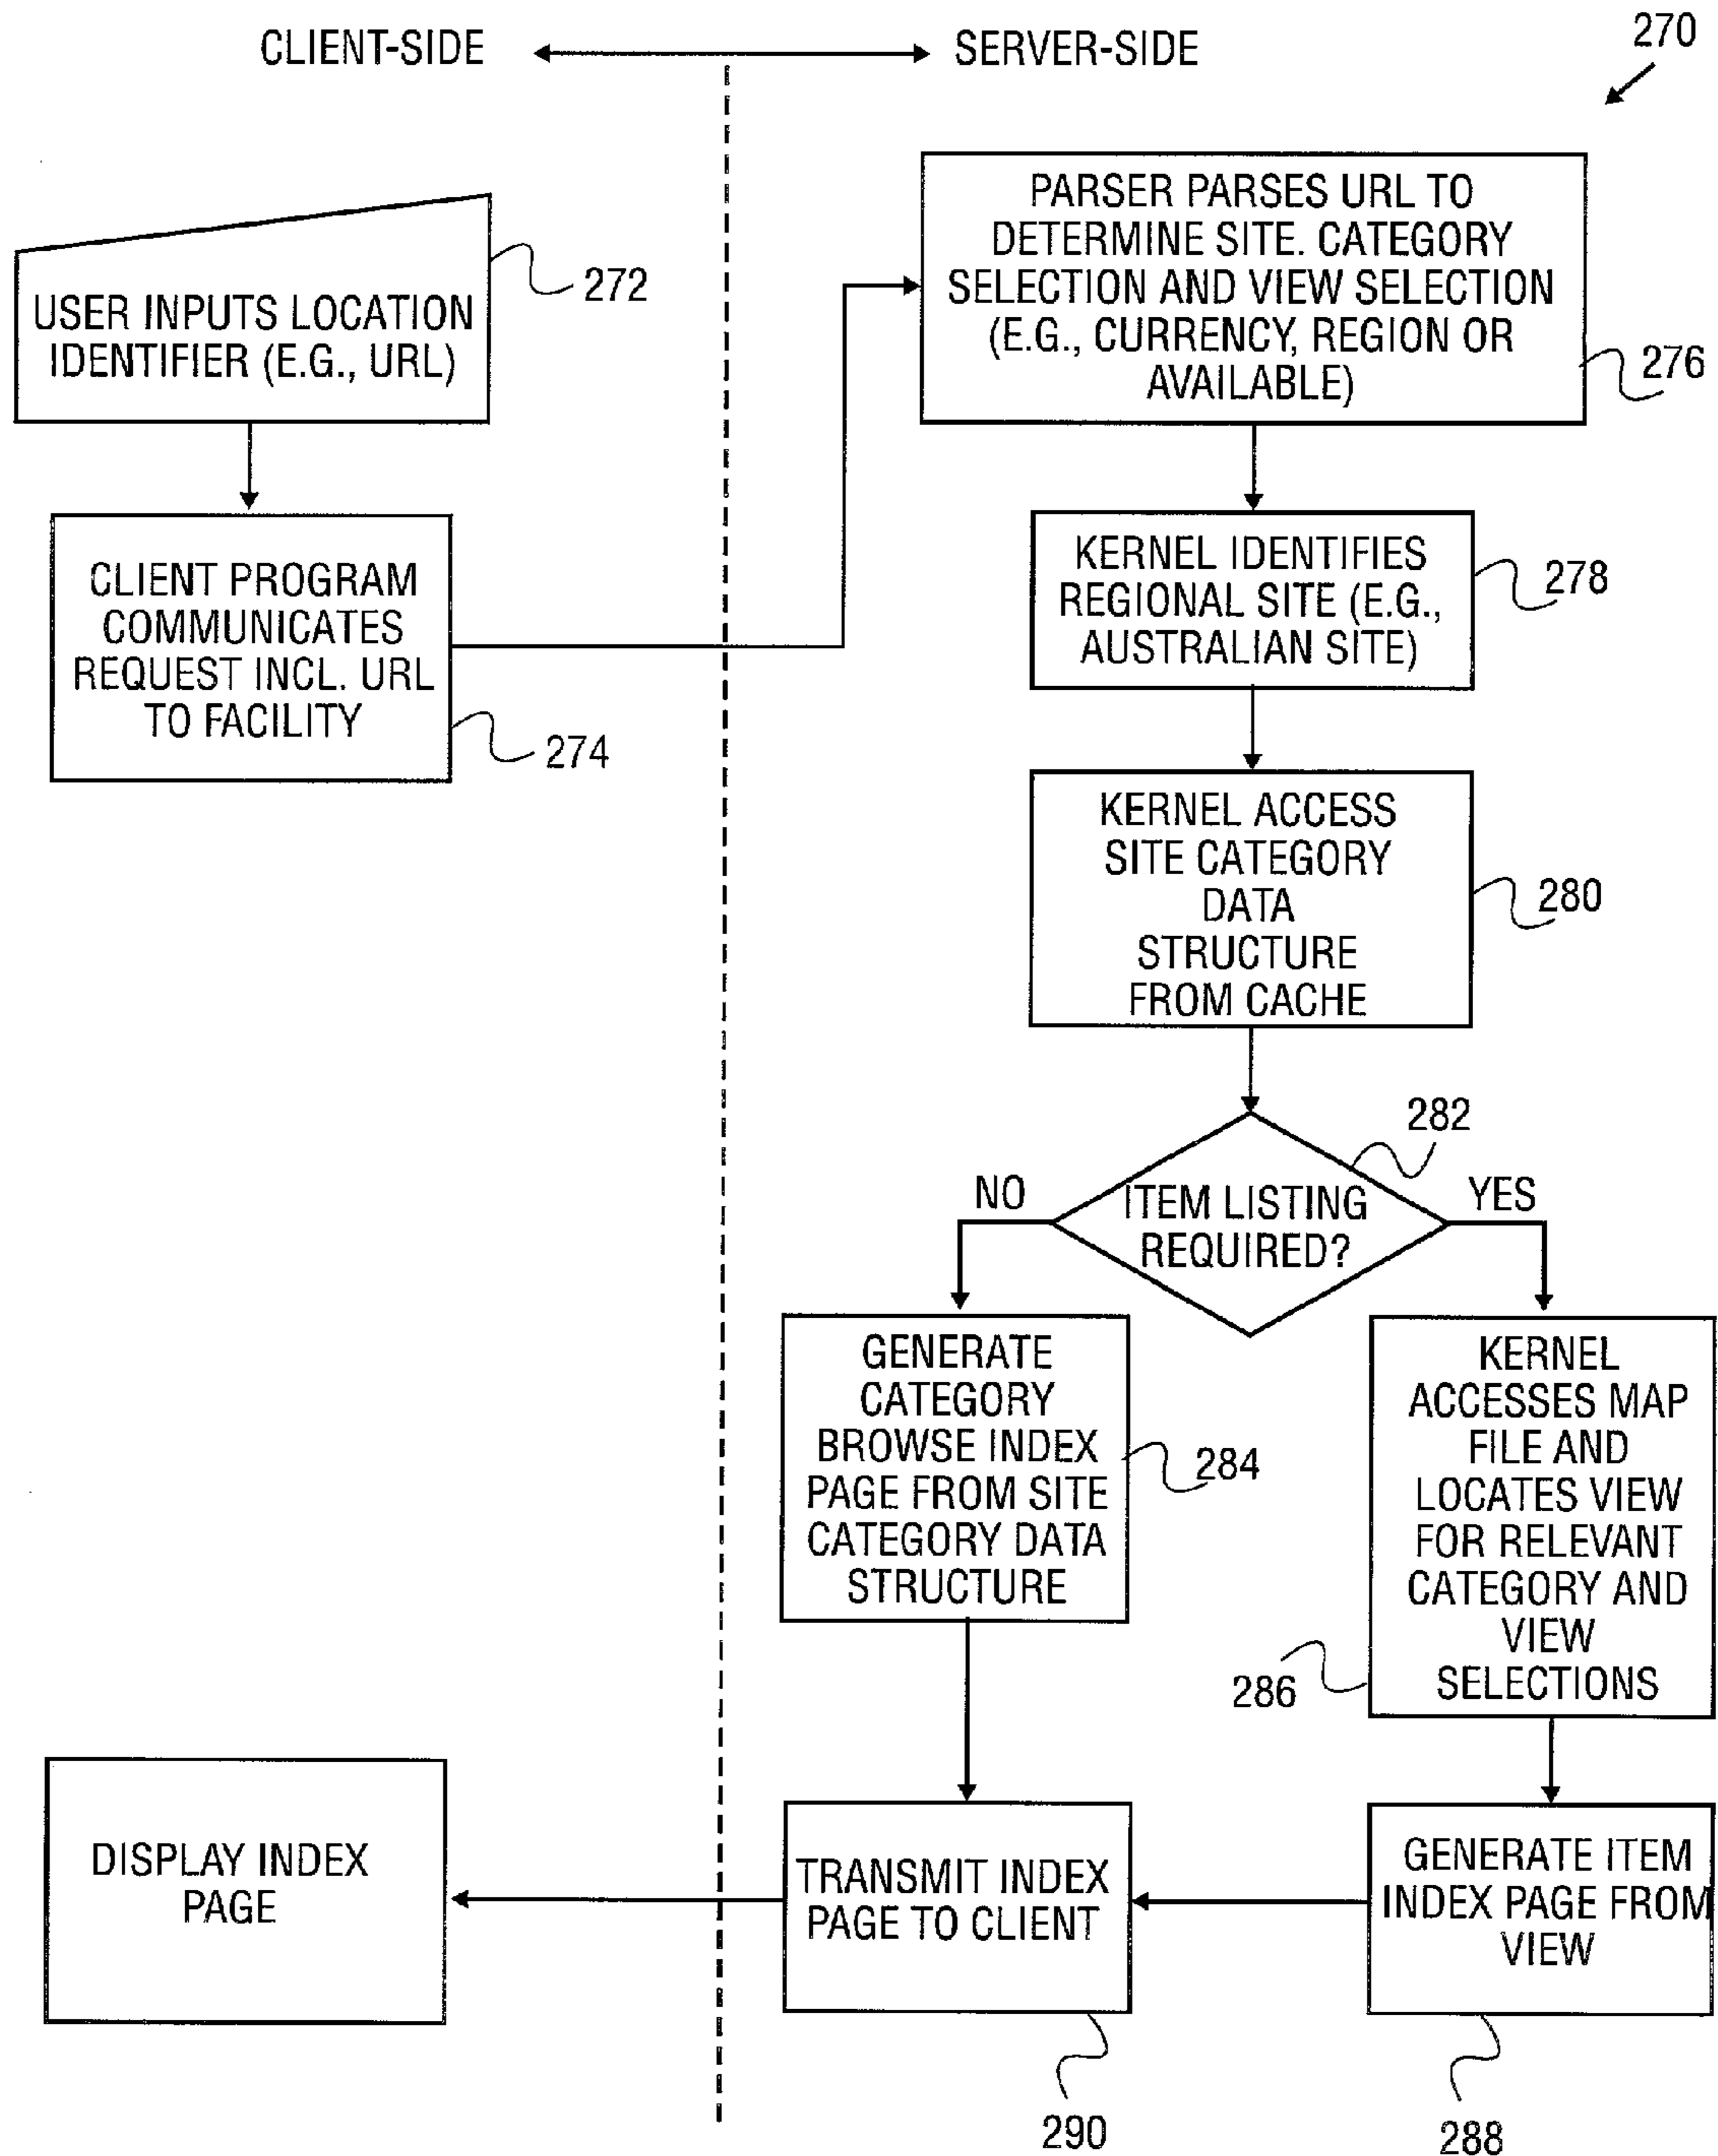 CLIENT-SIDE
SERVER-SIDE
270
USER INPUTS LOCATION
IDENTIFIER (E.G., URL)
272
CLIENT PROGRAM
COMMUNICATES
REQUEST INCL. URL
TO FACILITY
274
PARSER PARSES URL TO
DETERMINE SITE. CATEGORY
SELECTION AND VIEW SELECTION
(E.G., CURRENCY, REGION OR
AVAILABLE)
276
KERNEL IDENTIFIES
REGIONAL SITE (E.G.,
AUSTRALIAN SITE)
278
KERNEL ACCESS
SITE CATEGORY
DATA
STRUCTURE
FROM CACHE
280
282
NO
ITEM LISTING
REQUIRED?
YES
GENERATE
CATEGORY
BROWSE INDEX
PAGE FROM SITE
CATEGORY DATA
STRUCTURE
284
KERNEL
ACCESSES MAP
FILE AND
LOCATES VIEW
FOR RELEVANT
CATEGORY AND
VIEW
SELECTIONS
286
GENERATE ITEM
INDEX PAGE FROM
VIEW
288
TRANSMIT INDEX
PAGE TO CLIENT
290
DISPLAY INDEX
PAGE